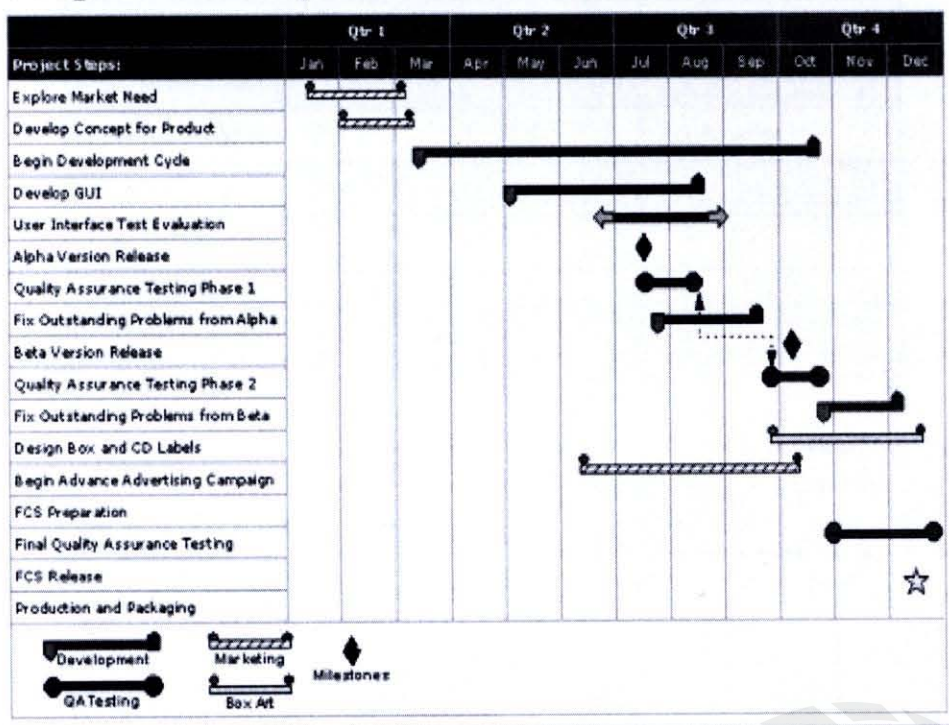 Qtr 1 Qtr 2 Qtr 3 Qtr 4
Project Steps: Jan Feb Mar Apr May Jun Jul Aug Sep Oct Nov Dec
Explore Market Need
Develop Concept for Product
Begin Development Cycle
Develop GUI
User Interface Test Evaluation
Alpha Version Release
Quality Assurance Testing Phase 1
Fix Outstanding Problems from Alpha
Beta Version Release
Quality Assurance Testing Phase 2
Fix Outstanding Problems from Beta
Design Box and CD Labels
Begin Advance Advertising Campaign
FCS Preparation
Final Quality Assurance Testing
FCS Release
Production and Packaging
Development Marketing Milestones
QA Testing Box Art